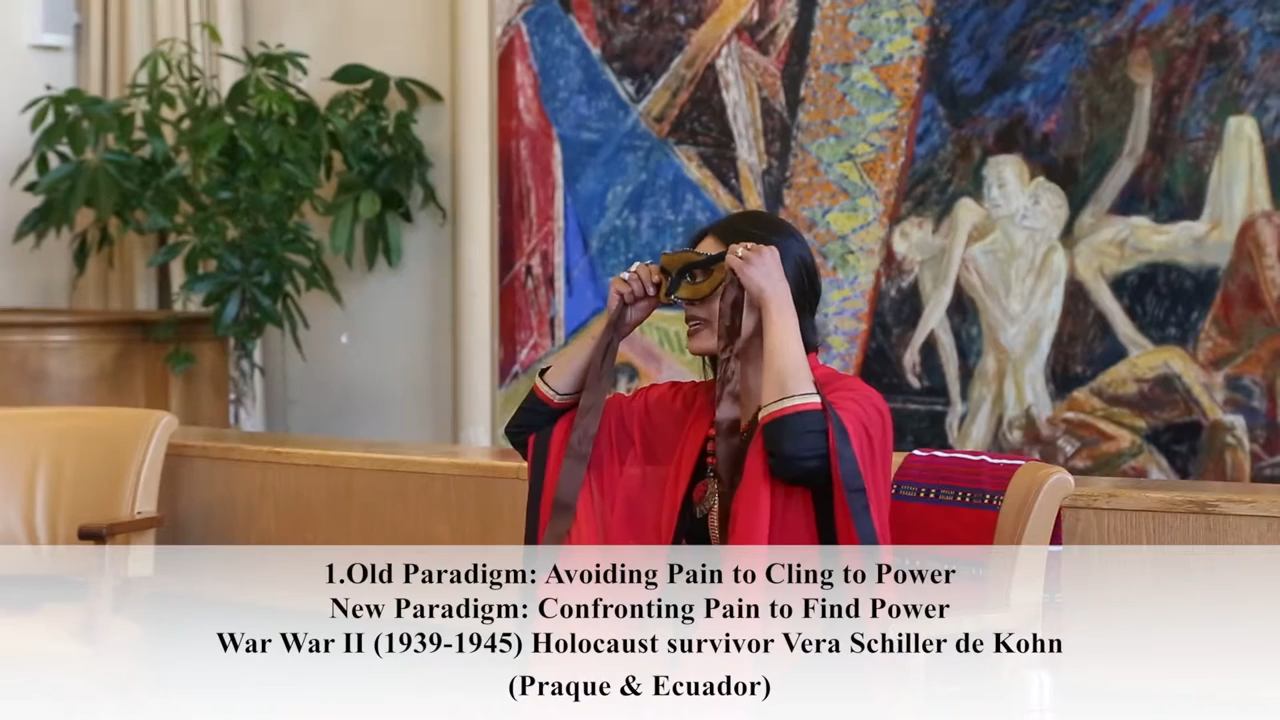 1.Old Paradigm: Avoiding Pain to Cling to Power
New Paradigm: Confronting Pain to Find Power
War War II (1939-1945) Holocaust survivor Vera Schiller de Kohn
(Praque & Ecuador)